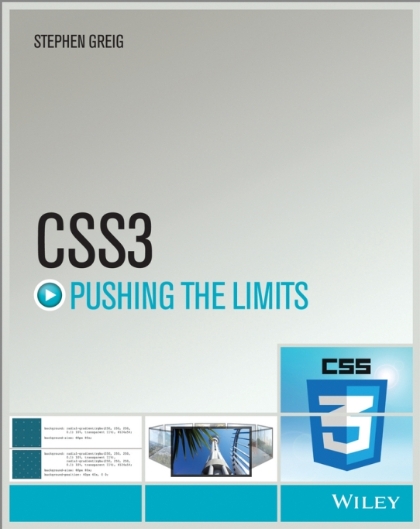 STEPHEN GREIG
CSS3
PUSHING THE LIMITS
CSS
3
WILEY